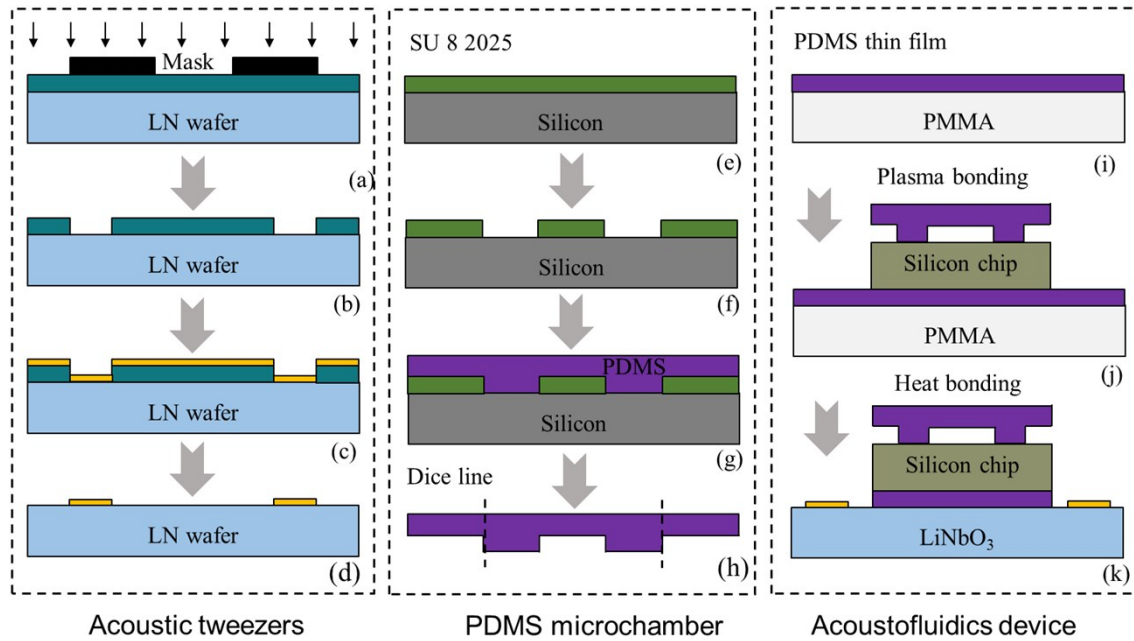 Mask
LN wafer
(a)
LN wafer
(b)
LN wafer
(c)
LN wafer
(d)
Acoustic tweezers
SU 8 2025
Silicon
(e)
Silicon
(f)
PDMS
Silicon
(g)
Dice line
(h)
PDMS microchamber
PDMS thin film
PMMA
(i)
Plasma bonding
Silicon chip
PMMA
(j)
Heat bonding
Silicon chip
LiNbO₃
(k)
Acoustofluidics device